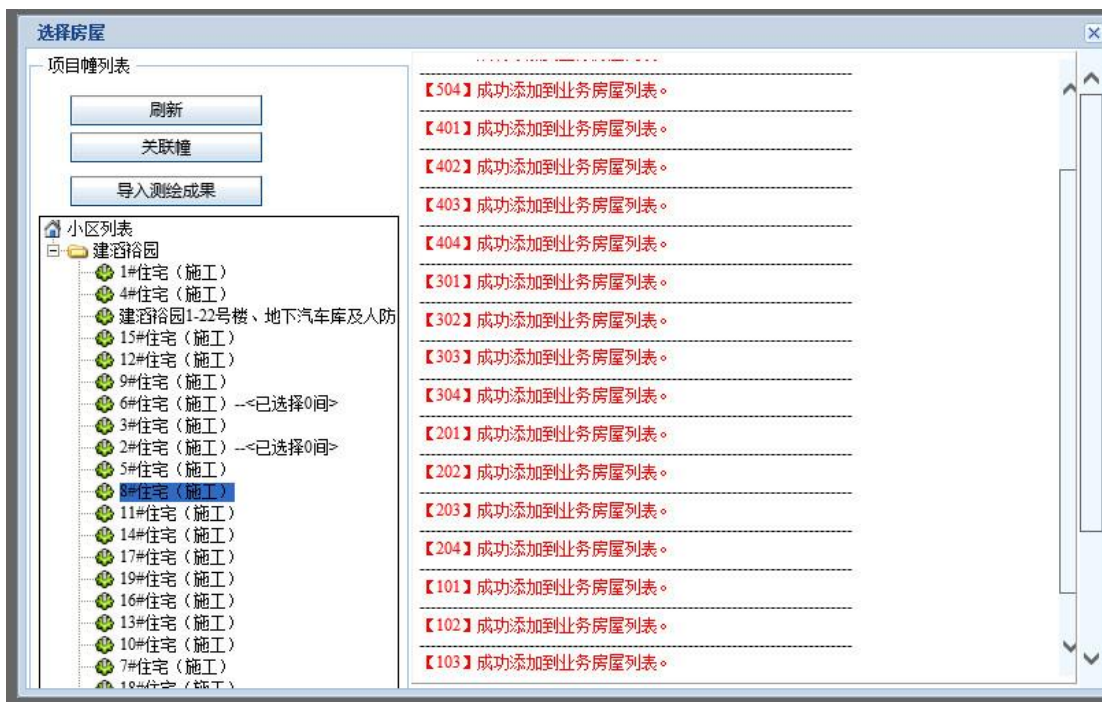 选择房屋
项目幢列表
刷新
关联幢
导入测绘成果
小区列表
建滔裕园
1#住宅（施工）
4#住宅（施工）
建滔裕园1-22号楼、地下汽车库及人防
15#住宅（施工）
12#住宅（施工）
9#住宅（施工）
6#住宅（施工）--<已选择0间>
3#住宅（施工）
2#住宅（施工）--<已选择0间>
5#住宅（施工）
8#住宅（施工）
11#住宅（施工）
14#住宅（施工）
17#住宅（施工）
19#住宅（施工）
16#住宅（施工）
13#住宅（施工）
10#住宅（施工）
7#住宅（施工）
18#住宅（施工）
【504】成功添加到业务房屋列表。
【401】成功添加到业务房屋列表。
【402】成功添加到业务房屋列表。
【403】成功添加到业务房屋列表。
【404】成功添加到业务房屋列表。
【301】成功添加到业务房屋列表。
【302】成功添加到业务房屋列表。
【303】成功添加到业务房屋列表。
【304】成功添加到业务房屋列表。
【201】成功添加到业务房屋列表。
【202】成功添加到业务房屋列表。
【203】成功添加到业务房屋列表。
【204】成功添加到业务房屋列表。
【101】成功添加到业务房屋列表。
【102】成功添加到业务房屋列表。
【103】成功添加到业务房屋列表。